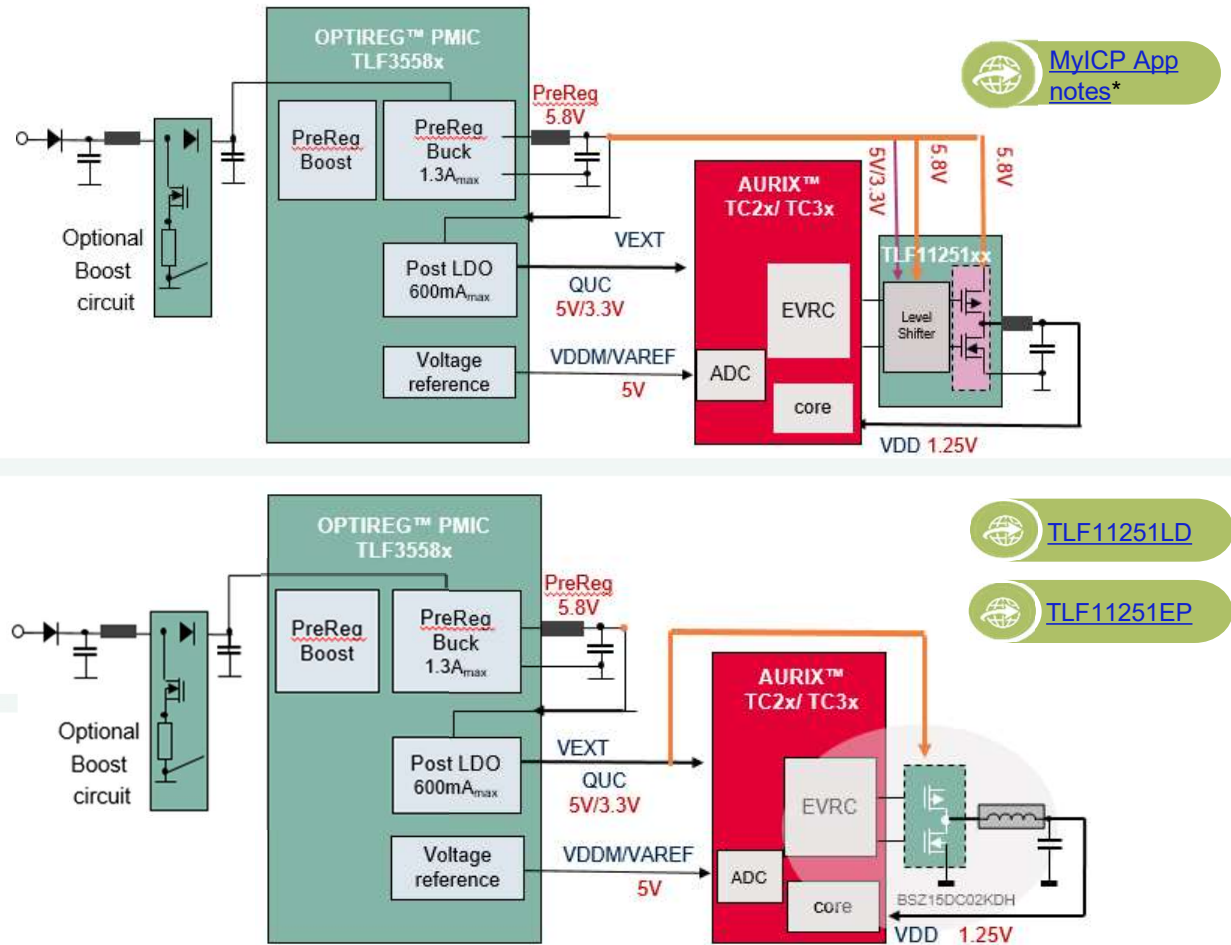 OPTIREG™ PMIC
TLF3558x
PreReg
Boost
PreReg
Buck
1.3Amax
PreReg
5.8V
Post LDO
600mAmax
Voltage
reference
Optional
Boost
circuit
VEXT
QUC
5V/3.3V
VDDM/VAREF
5V
AURIX™
TC2x/ TC3x
EVRC
ADC
core
5V/3.3V
5.8V
5.8V
TLF11251xx
Level
Shifter
VDD 1.25V
MyICP App
notes*
OPTIREG™ PMIC
TLF3558x
PreReg
Boost
PreReg
Buck
1.3Amax
PreReg
5.8V
Post LDO
600mAmax
Voltage
reference
Optional
Boost
circuit
VEXT
QUC
5V/3.3V
VDDM/VAREF
5V
AURIX™
TC2x/ TC3x
EVRC
ADC
core
BSZ15DC02KDH
VDD 1.25V
TLF11251LD
TLF11251EP